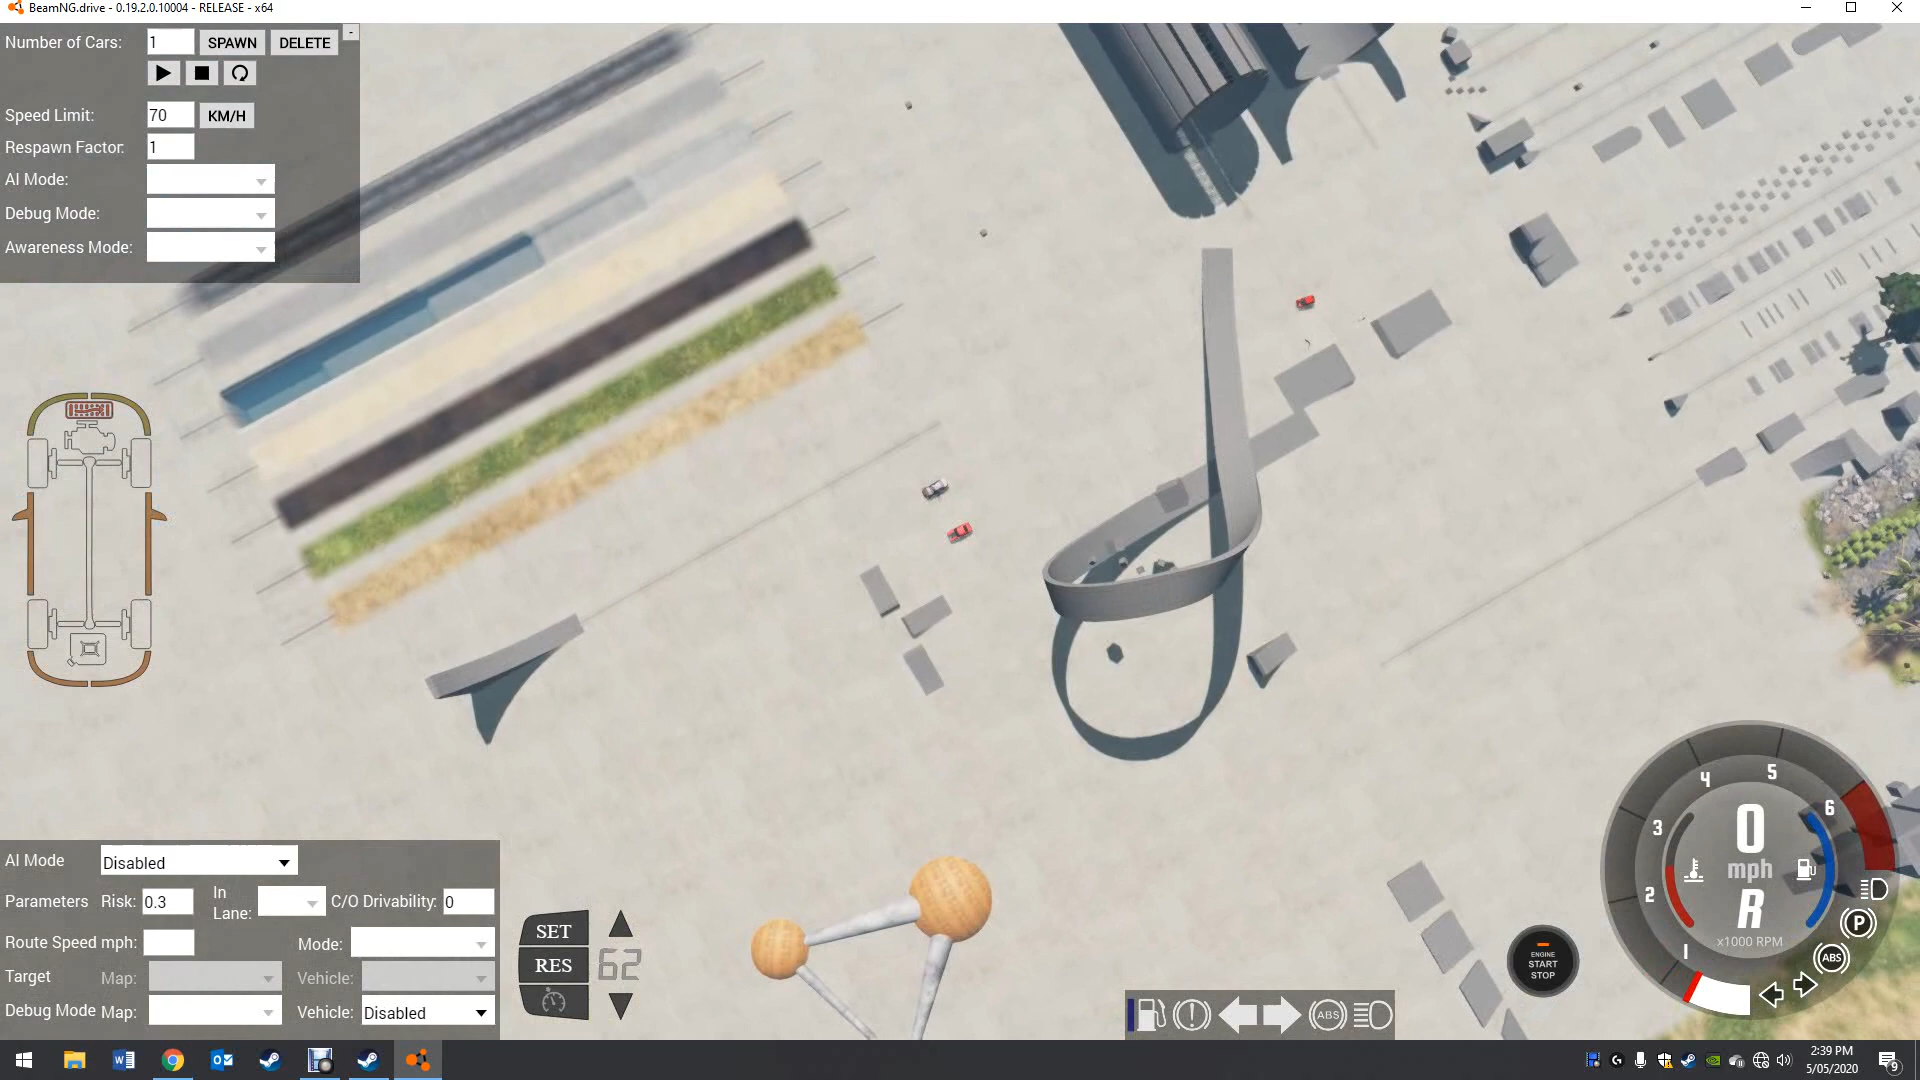 BeamNG.drive - 0.19.2.0.10004 - RELEASE - x64
Number of Cars: 1 SPAWN DELETE -
Speed Limit: 70 KM/H
Respawn Factor: 1
AI Mode:
Debug Mode:
Awareness Mode:
AI Mode Disabled
Parameters Risk: 0.3 In Lane: C/O Drivability: 0
Route Speed mph: Mode:
Target Map: Vehicle:
Debug Mode Map: Vehicle: Disabled
SET
RES
62
ABS
ENGINE
START
STOP
1
2
3
4
5
6
0
mph
R
x1000 RPM
P
ABS
2:39 PM
5/05/2020
9